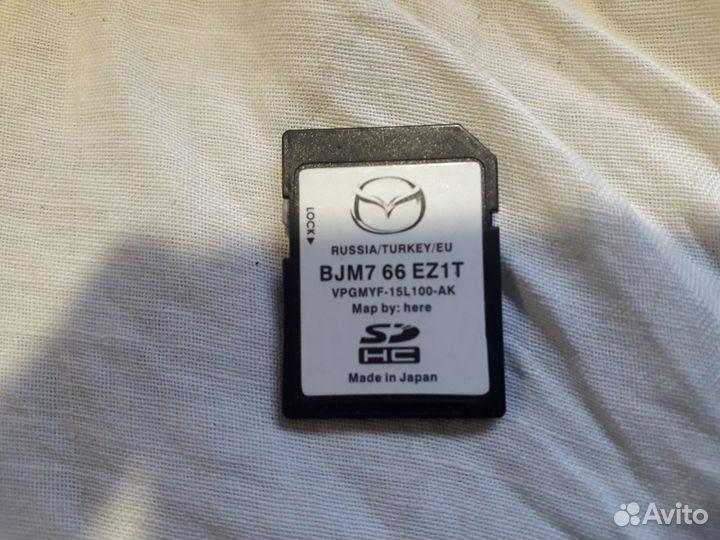 LOCK
RUSSIA/TURKEY/EU
BJM7 66 EZ1T
VPGMYF-15L100-AK
Map by: here
SD
HC
Made in Japan
Avito